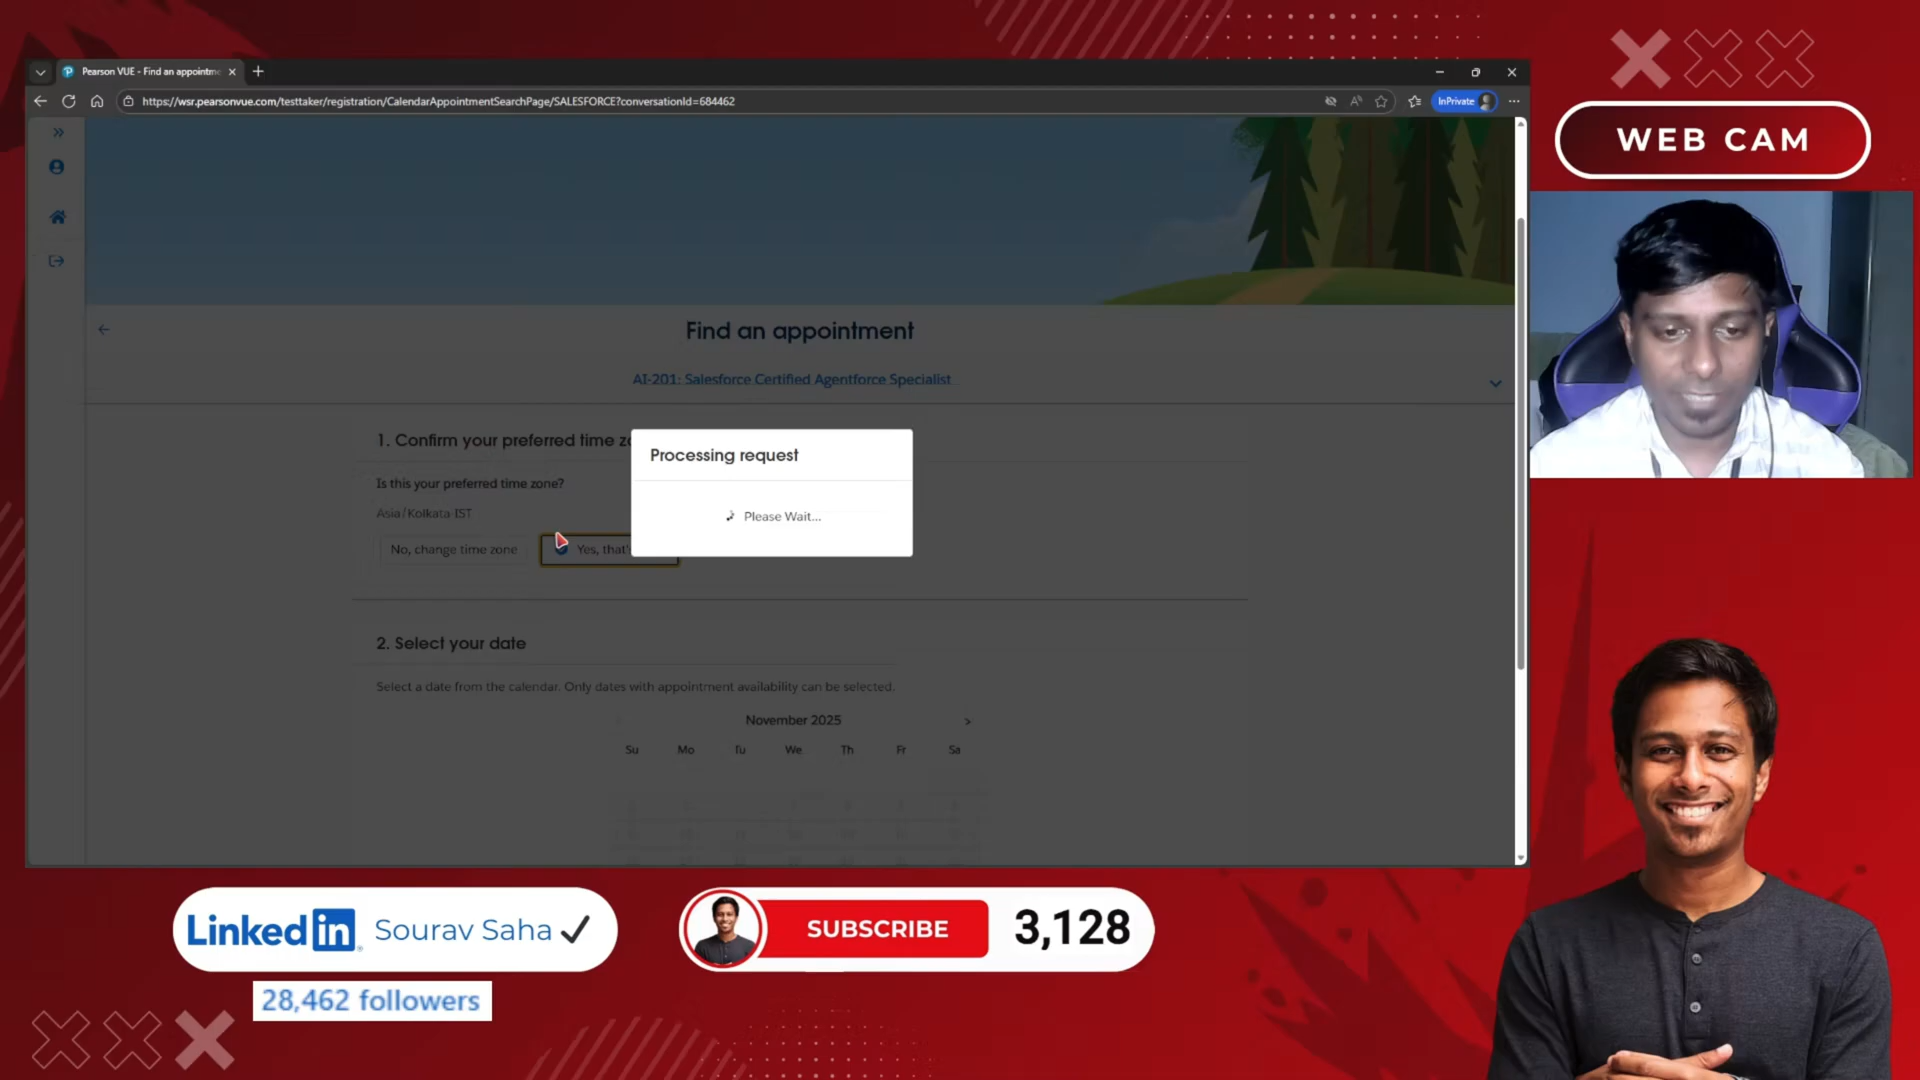 Pearson VUE - Find an appointme
https://wsr.pearsonvue.com/testtaker/registration/CalendarAppointmentSearchPage/SALESFORCE?conversationId=684462
InPrivate
WEB CAM
Find an appointment
AI-201: Salesforce Certified Agentforce Specialist
1. Confirm your preferred time zo
Processing request
Is this your preferred time zone?
Asia/Kolkata-IST
Please Wait...
No, change time zone
Yes, that'
2. Select your date
Select a date from the calendar. Only dates with appointment availability can be selected.
November 2025
Su Mo Tu We Th Fr Sa
LinkedIn Sourav Saha
SUBSCRIBE
3,128
28,462 followers